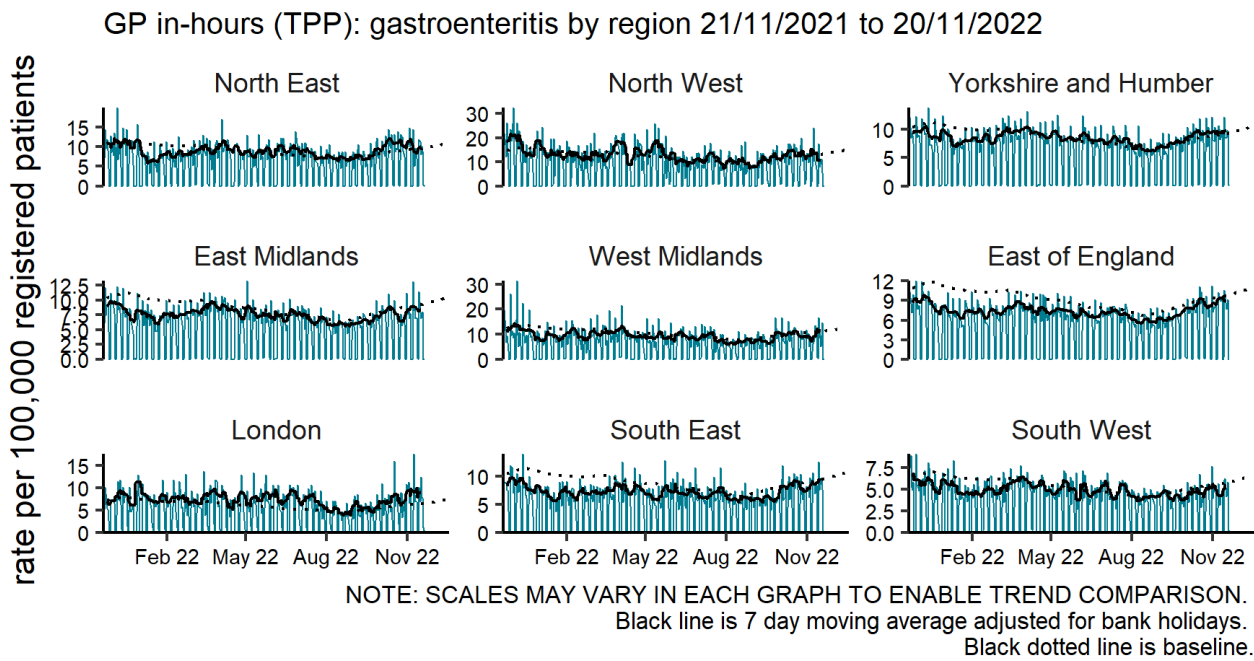 GP in-hours (TPP): gastroenteritis by region 21/11/2021 to 20/11/2022
rate per 100,000 registered patients
North East
15
10
5
0
North West
30
20
10
0
Yorkshire and Humber
10
5
0
East Midlands
12.5
10.0
7.5
5.0
2.5
0.0
West Midlands
30
20
10
0
East of England
12
9
6
3
0
London
15
10
5
0
Feb 22 May 22 Aug 22 Nov 22
South East
10
5
0
Feb 22 May 22 Aug 22 Nov 22
South West
7.5
5.0
2.5
0.0
Feb 22 May 22 Aug 22 Nov 22
NOTE: SCALES MAY VARY IN EACH GRAPH TO ENABLE TREND COMPARISON.
Black line is 7 day moving average adjusted for bank holidays.
Black dotted line is baseline.